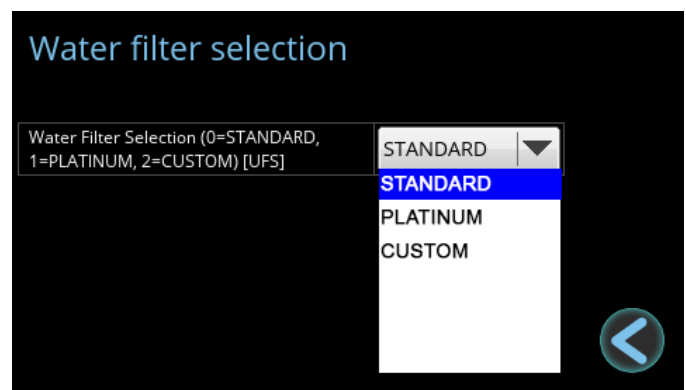 Water filter selection
Water Filter Selection (0=STANDARD,
1=PLATINUM, 2=CUSTOM) [UFS]
STANDARD
STANDARD
PLATINUM
CUSTOM